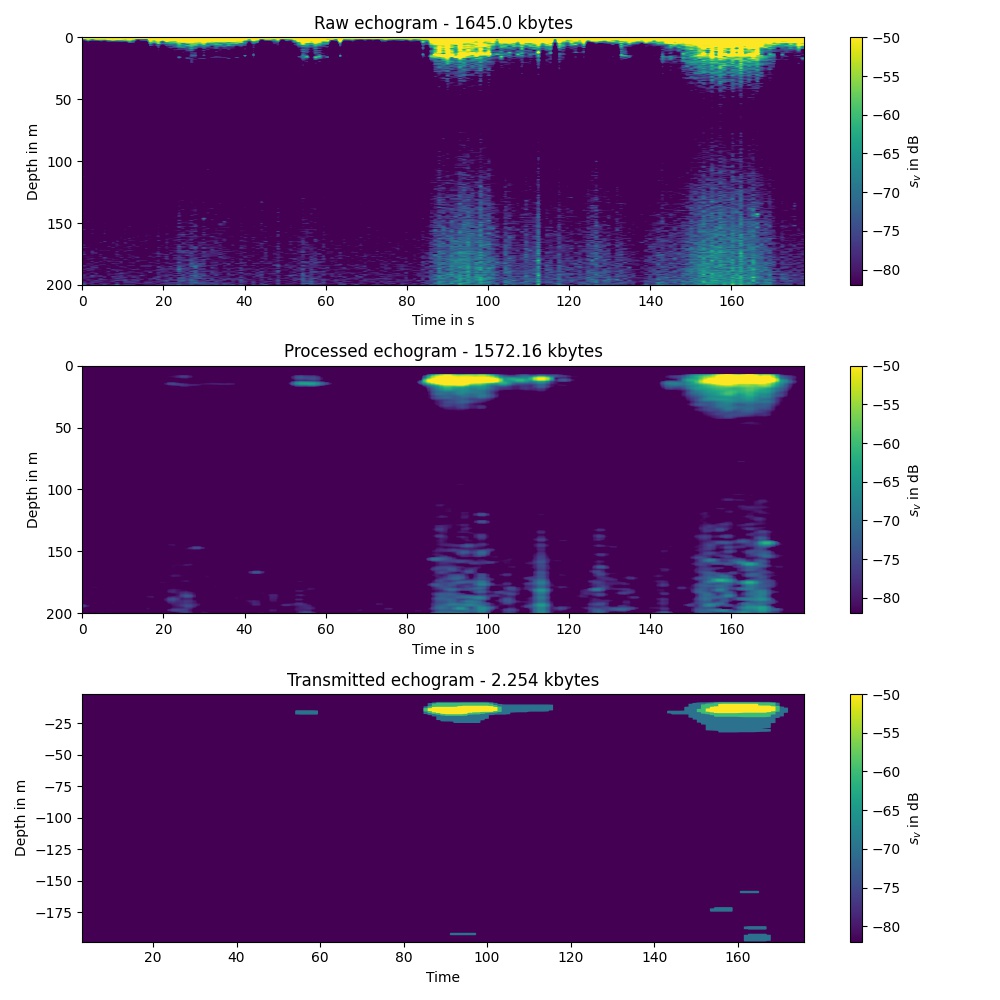 Raw echogram - 1645.0 kbytes
0
50
100
150
200
Depth in m
0 20 40 60 80 100 120 140 160
Time in s
−50
−55
−60
−65
−70
−75
−80
sv in dB
Processed echogram - 1572.16 kbytes
0
50
100
150
200
Depth in m
0 20 40 60 80 100 120 140 160
Time in s
−50
−55
−60
−65
−70
−75
−80
sv in dB
Transmitted echogram - 2.254 kbytes
−25
−50
−75
−100
−125
−150
−175
Depth in m
20 40 60 80 100 120 140 160
Time
−50
−55
−60
−65
−70
−75
−80
sv in dB